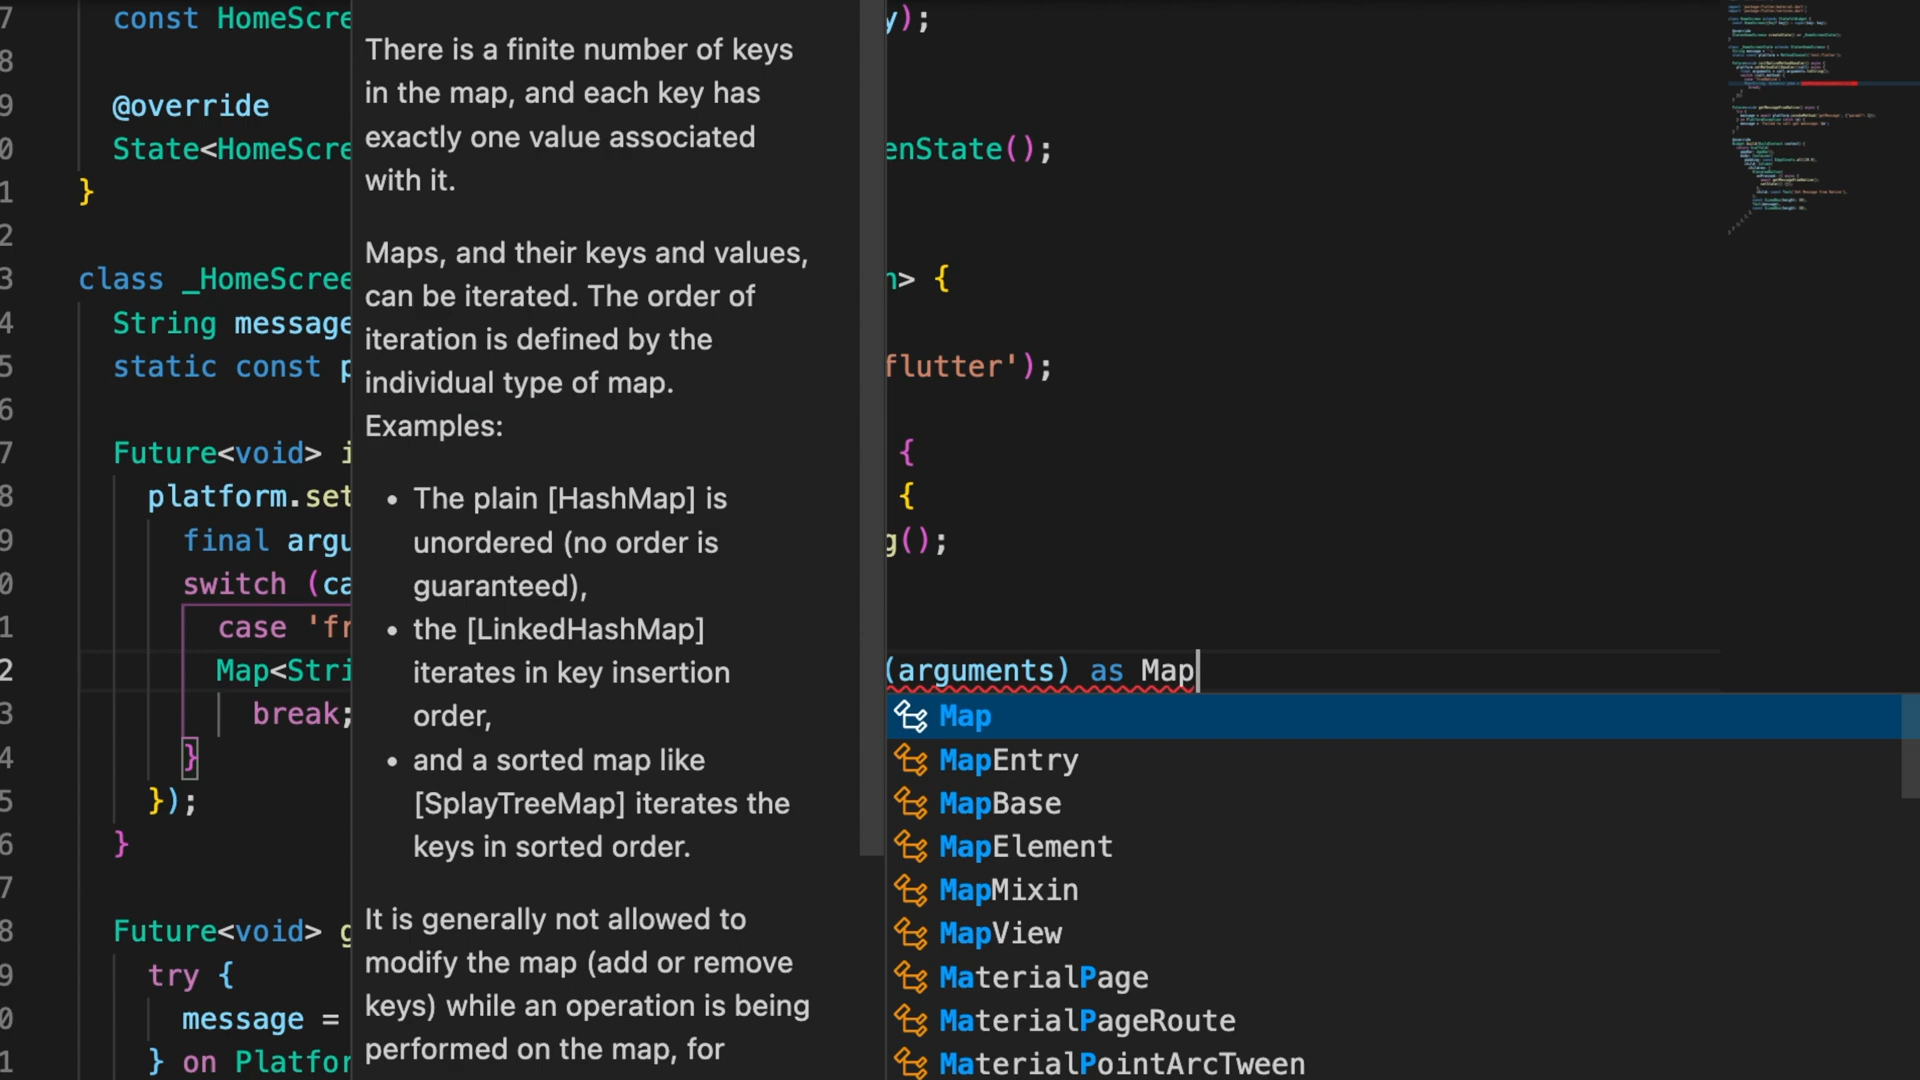 7 const HomeScre y);
8
9 @override
0 State<HomeScre enState();
1 }
2
3 class _HomeScree n> {
4 String message
5 static const p flutter');
6
7 Future<void> i {
8 platform.set {
9 final argu g();
0 switch (ca
1 case 'fr
2 Map<Stri (arguments) as Map
3 break;
4 }
5 });
6 }
7
8 Future<void> g
9 try {
0 message =
1 } on Platfor
There is a finite number of keys
in the map, and each key has
exactly one value associated
with it.
Maps, and their keys and values,
can be iterated. The order of
iteration is defined by the
individual type of map.
Examples:
• The plain [HashMap] is
unordered (no order is
guaranteed),
• the [LinkedHashMap]
iterates in key insertion
order,
• and a sorted map like
[SplayTreeMap] iterates the
keys in sorted order.
It is generally not allowed to
modify the map (add or remove
keys) while an operation is being
performed on the map, for
Map
MapEntry
MapBase
MapElement
MapMixin
MapView
MaterialPage
MaterialPageRoute
MaterialPointArcTween